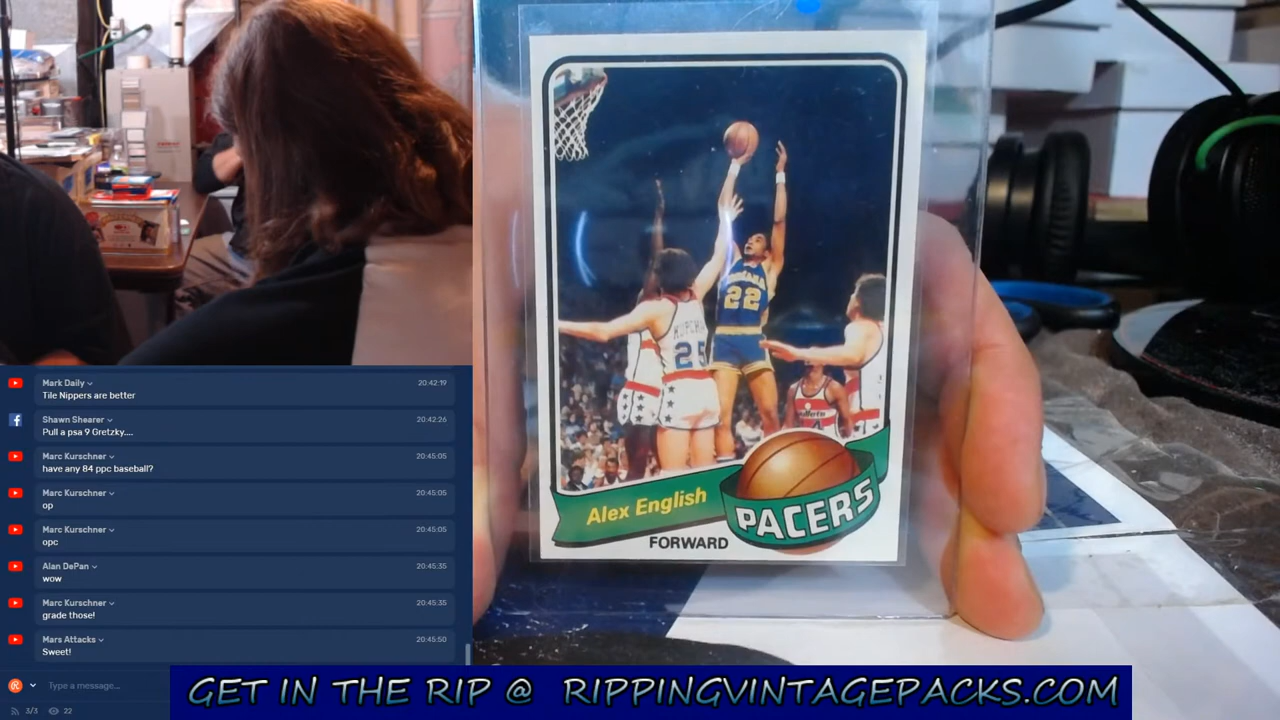 Mark Daily
20:42:19
Tile Nippers are better
Shawn Shearer
20:42:26
Pull a psa 9 Gretzky....
Marc Kurschner
20:45:05
have any 84 ppc baseball?
Marc Kurschner
20:45:05
op
Marc Kurschner
20:45:05
opc
Alan DePan
20:45:35
wow
Marc Kurschner
20:45:35
grade those!
Mars Attacks
20:45:50
Sweet!
Type a message...
3/3
22
INDIANA
22
KUPCHAK
25
Alex English
PACERS
FORWARD
GET IN THE RIP @ RIPPINGVINTAGEPACKS.COM